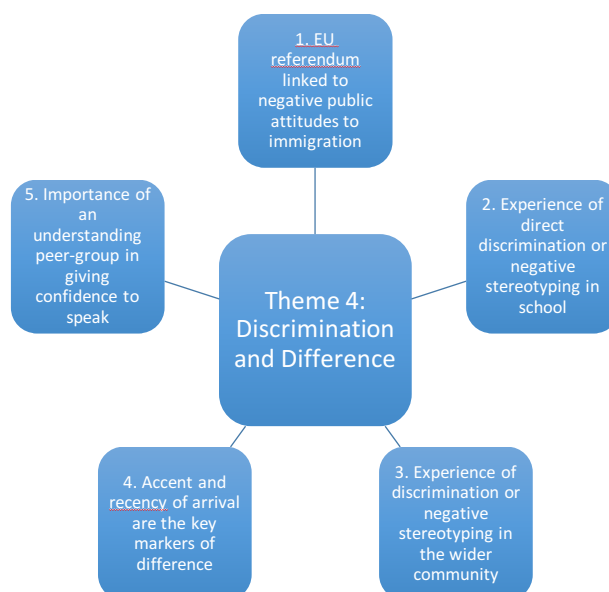 1. EU
referendum
linked to
negative public
attitudes to
immigration
2. Experience of
direct
discrimination or
negative
stereotyping in
school
3. Experience of
discrimination or
negative
stereotyping in
the wider
community
4. Accent and
recency of arrival
are the key
markers of
difference
5. Importance of
an
understanding
peer-group in
giving
confidence to
speak
Theme 4:
Discrimination
and Difference